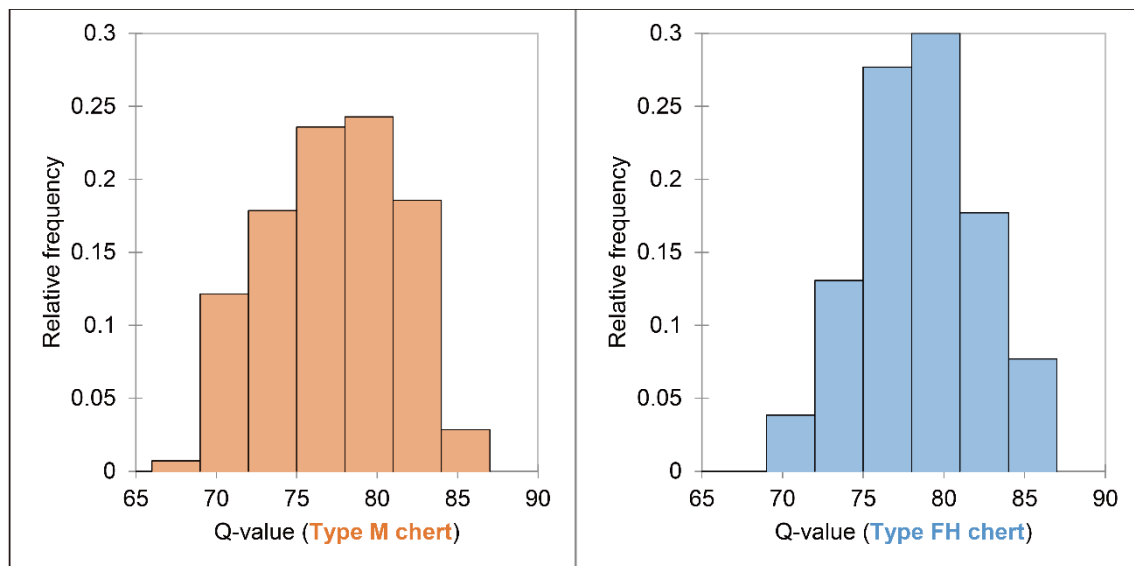 Relative frequency
0.3
0.25
0.2
0.15
0.1
0.05
0
65 70 75 80 85 90
Q-value (Type M chert)
Relative frequency
0.3
0.25
0.2
0.15
0.1
0.05
0
65 70 75 80 85 90
Q-value (Type FH chert)